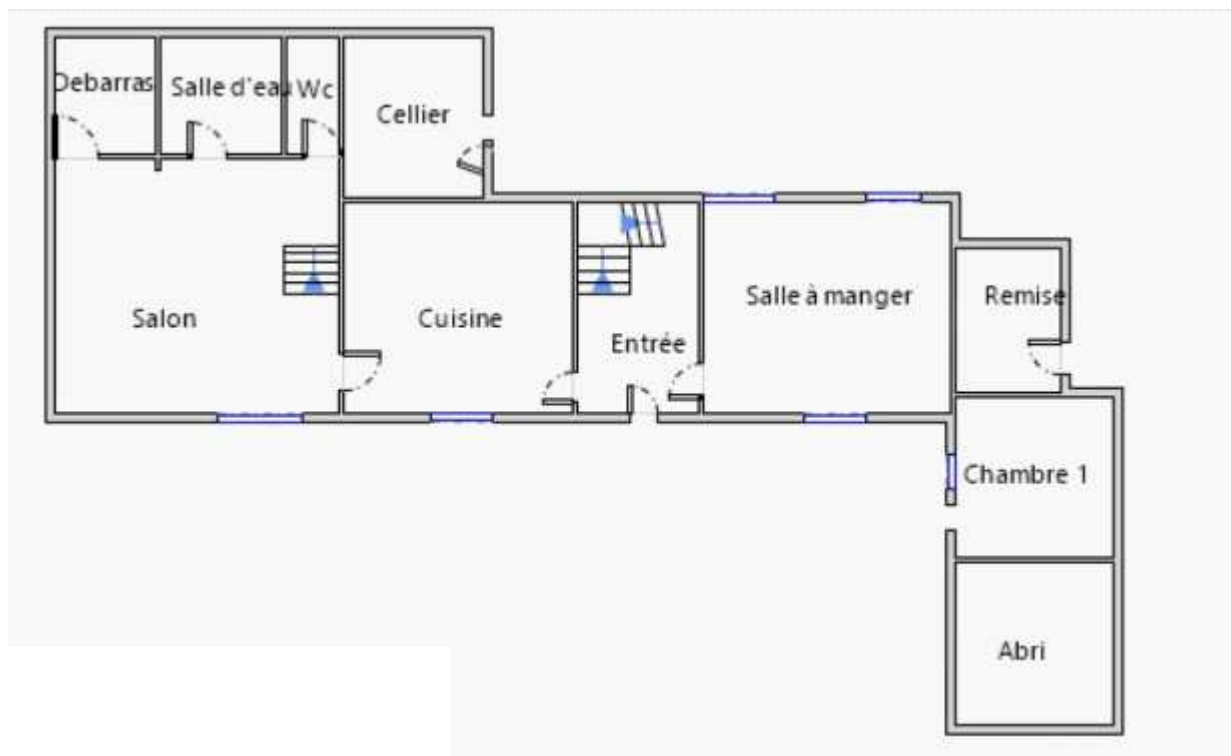 Debarras
Salle d'eau
Wc
Cellier
Salon
Cuisine
Entrée
Salle à manger
Remise
Chambre 1
Abri